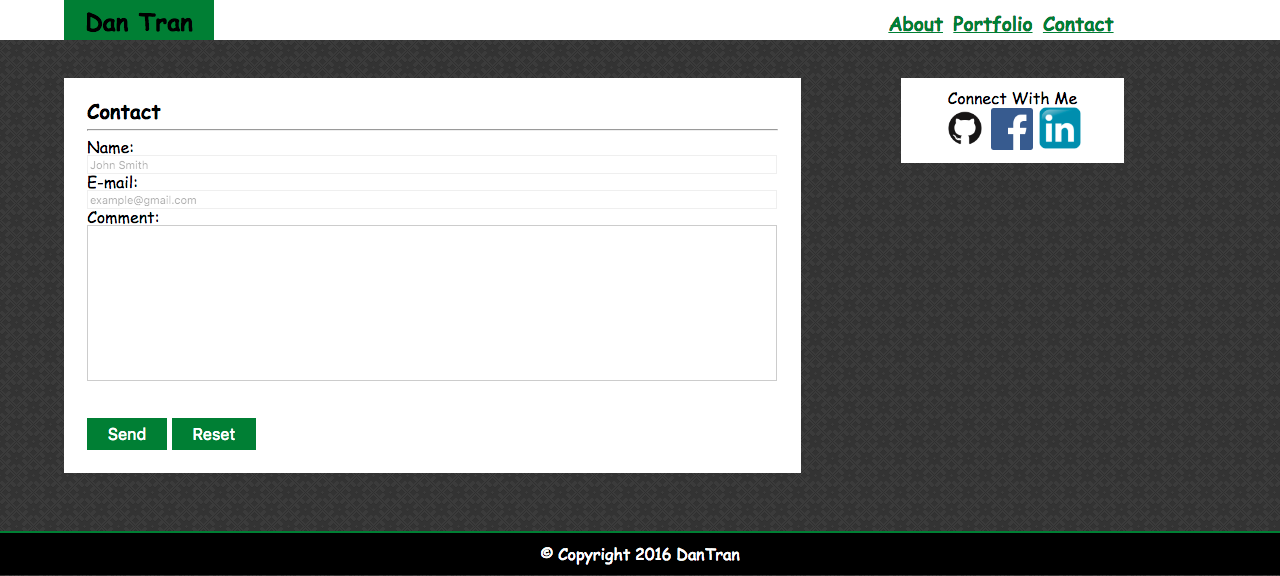 Dan Tran
About Portfolio Contact
Contact
Name:
John Smith
E-mail:
example@gmail.com
Comment:
Send Reset
Connect With Me
f in
© Copyright 2016 DanTran